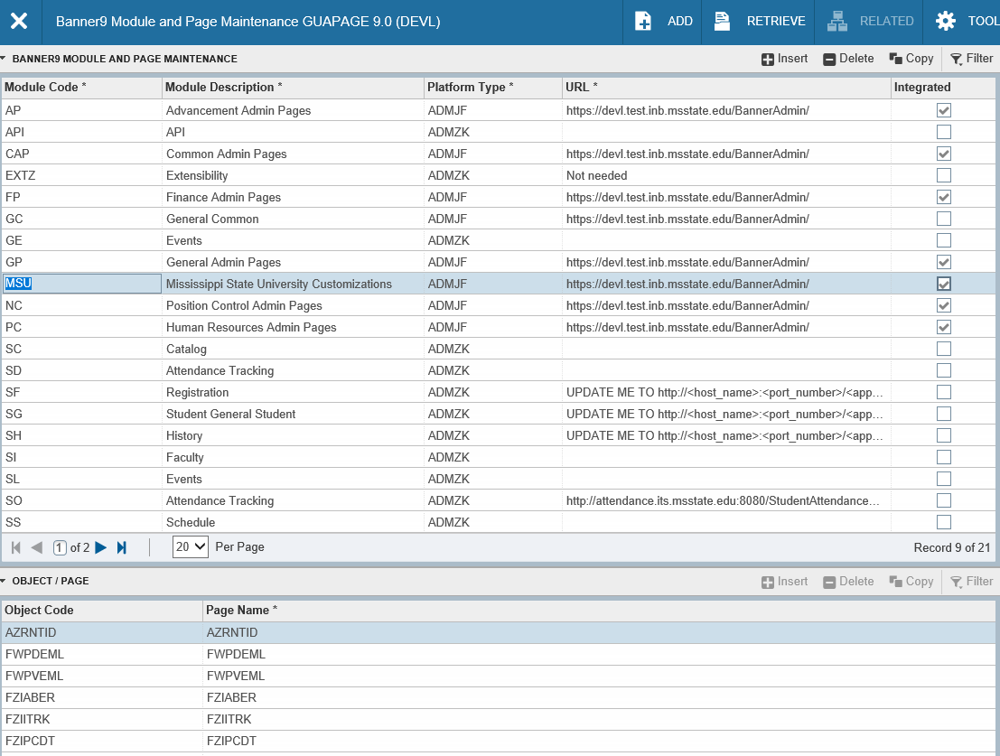 Banner9 Module and Page Maintenance GUAPAGE 9.0 (DEVL) ADD RETRIEVE RELATED TOOL
BANNER9 MODULE AND PAGE MAINTENANCE Insert Delete Copy Filter
Module Code * Module Description * Platform Type * URL * Integrated
AP Advancement Admin Pages ADMJF https://devl.test.inb.msstate.edu/BannerAdmin/
API API ADMZK
CAP Common Admin Pages ADMJF https://devl.test.inb.msstate.edu/BannerAdmin/
EXTZ Extensibility ADMZK Not needed
FP Finance Admin Pages ADMJF https://devl.test.inb.msstate.edu/BannerAdmin/
GC General Common ADMJF https://devl.test.inb.msstate.edu/BannerAdmin/
GE Events ADMZK
GP General Admin Pages ADMJF https://devl.test.inb.msstate.edu/BannerAdmin/
MSU Mississippi State University Customizations ADMJF https://devl.test.inb.msstate.edu/BannerAdmin/
NC Position Control Admin Pages ADMJF https://devl.test.inb.msstate.edu/BannerAdmin/
PC Human Resources Admin Pages ADMJF https://devl.test.inb.msstate.edu/BannerAdmin/
SC Catalog ADMZK
SD Attendance Tracking ADMZK
SF Registration ADMZK UPDATE ME TO http://<host_name>:<port_number>/<app...
SG Student General Student ADMZK UPDATE ME TO http://<host_name>:<port_number>/<app...
SH History ADMZK UPDATE ME TO http://<host_name>:<port_number>/<app...
SI Faculty ADMZK
SL Events ADMZK
SO Attendance Tracking ADMZK http://attendance.its.msstate.edu:8080/StudentAttendance...
SS Schedule ADMZK
1 of 2 20 Per Page Record 9 of 21
OBJECT / PAGE Insert Delete Copy Filter
Object Code Page Name *
AZRNTID AZRNTID
FWPDEML FWPDEML
FWPVEML FWPVEML
FZIABER FZIABER
FZIITRK FZIITRK
FZIPCDT FZIPCDT